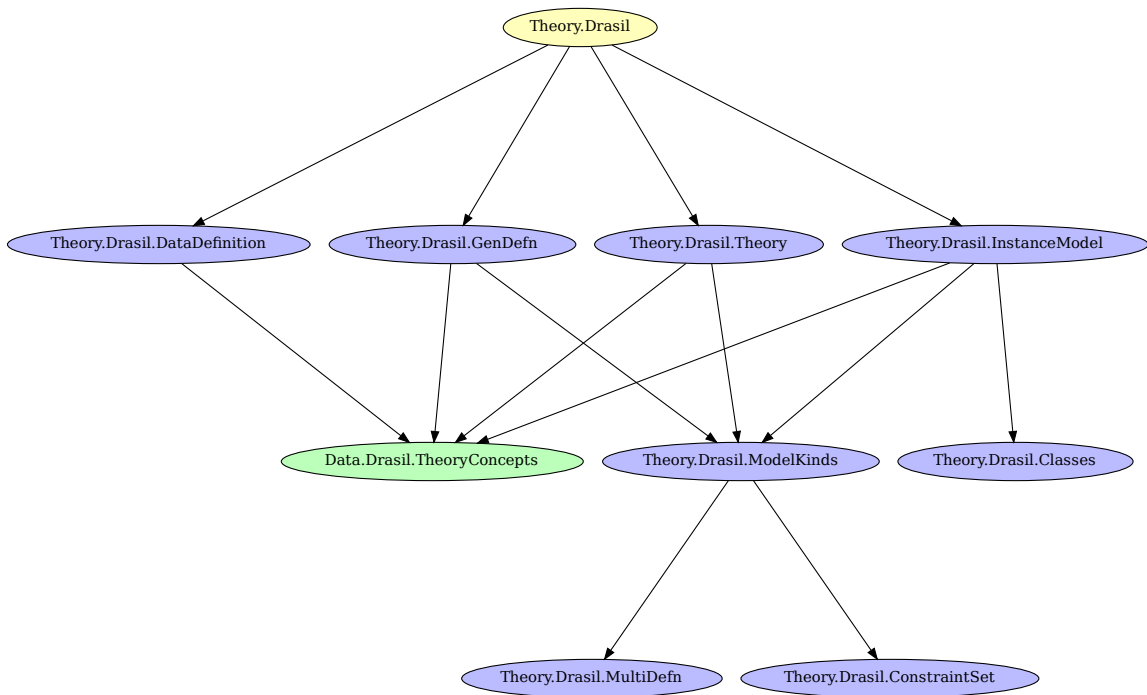 Theory.Drasil
Theory.Drasil.DataDefinition
Theory.Drasil.GenDefn
Theory.Drasil.Theory
Theory.Drasil.InstanceModel
Data.Drasil.TheoryConcepts
Theory.Drasil.ModelKinds
Theory.Drasil.Classes
Theory.Drasil.MultiDefn
Theory.Drasil.ConstraintSet